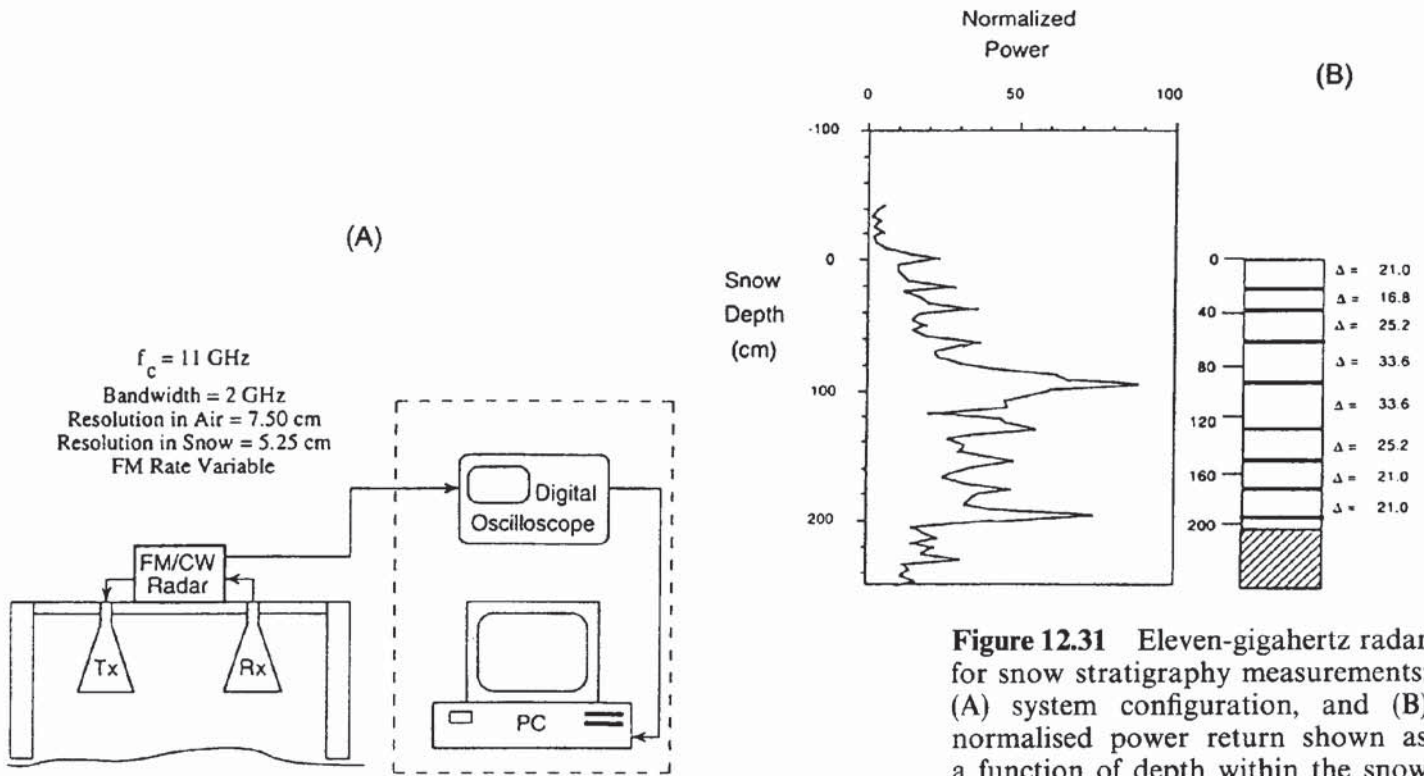 (A)
f_c = 11 GHz
Bandwidth = 2 GHz
Resolution in Air = 7.50 cm
Resolution in Snow = 5.25 cm
FM Rate Variable
FM/CW
Radar
Tx
Rx
Digital
Oscilloscope
PC
Normalized
Power
(B)
0 50 100
-100
0
100
200
Snow
Depth
(cm)
0
40
80
120
160
200
Δ = 21.0
Δ = 16.8
Δ = 25.2
Δ = 33.6
Δ = 33.6
Δ = 25.2
Δ = 21.0
Δ = 21.0
Figure 12.31 Eleven-gigahertz radar
for snow stratigraphy measurements:
(A) system configuration, and (B)
normalised power return shown as
a function of depth within the snow